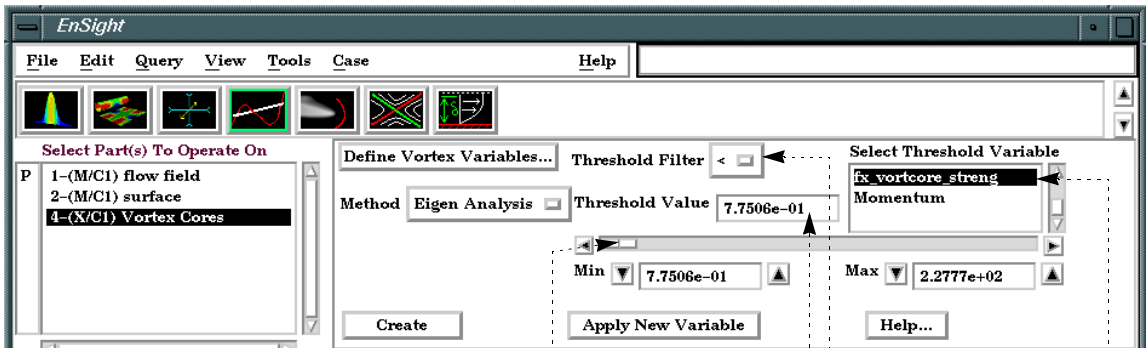 EnSight
File Edit Query View Tools Case Help
Select Part(s) To Operate On
P
1-(M/C1) flow field
2-(M/C1) surface
4-(X/C1) Vortex Cores
Define Vortex Variables...
Threshold Filter <
Select Threshold Variable
fx_vortcore_streng
Momentum
Method Eigen Analysis
Threshold Value 7.7506e-01
Min 7.7506e-01
Max 2.2777e+02
Create
Apply New Variable
Help...